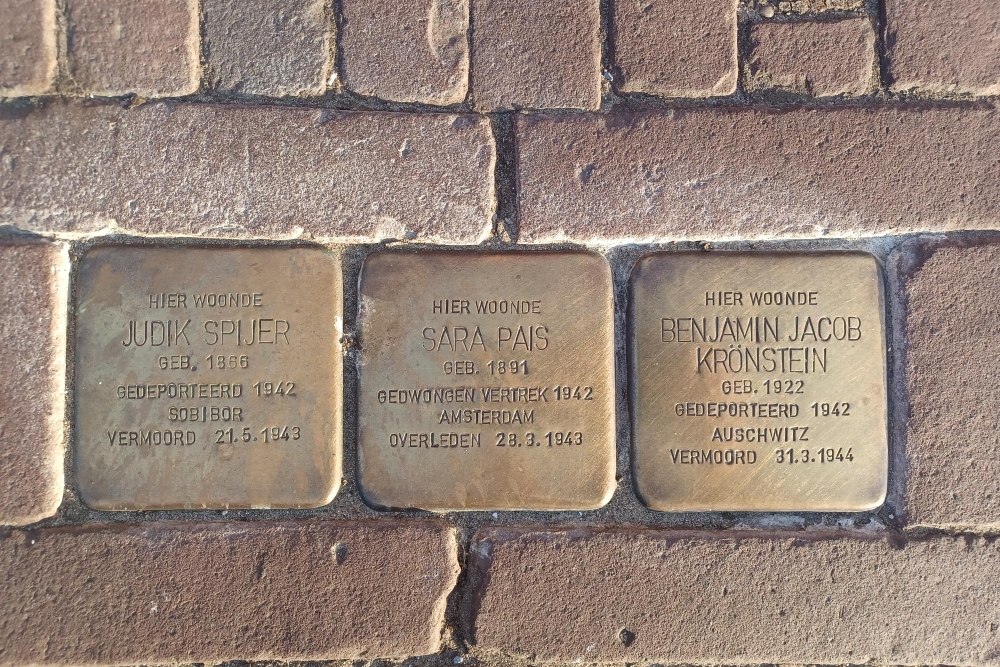 HIER WOONDE
JUDIK SPIJER
GEB. 1866
GEDEPORTEERD 1942
SOBIBOR
VERMOORD 21.5.1943
HIER WOONDE
SARA PAIS
GEB. 1891
GEDWONGEN VERTREK 1942
AMSTERDAM
OVERLEDEN 28.3.1943
HIER WOONDE
BENJAMIN JACOB
KRÖNSTEIN
GEB. 1922
GEDEPORTEERD 1942
AUSCHWITZ
VERMOORD 31.3.1944